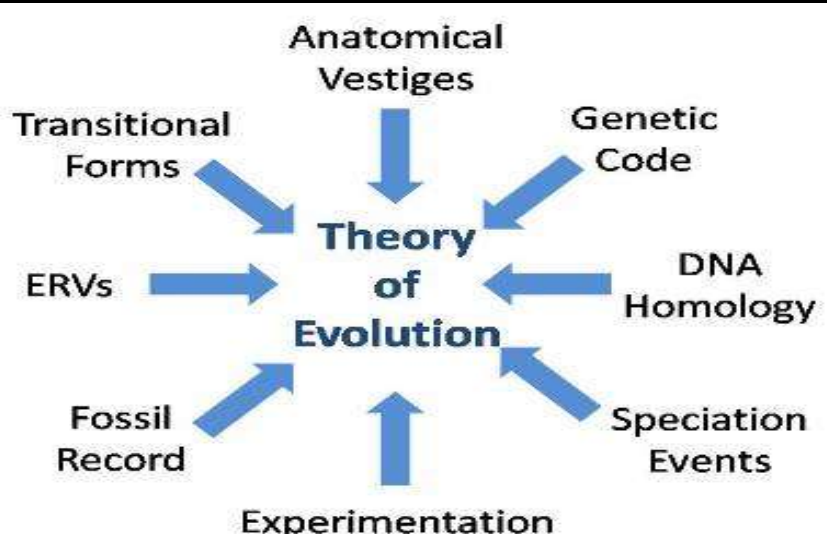 Anatomical
Vestiges
Transitional
Forms
Genetic
Code
Theory
of
Evolution
ERVs
DNA
Homology
Fossil
Record
Speciation
Events
Experimentation